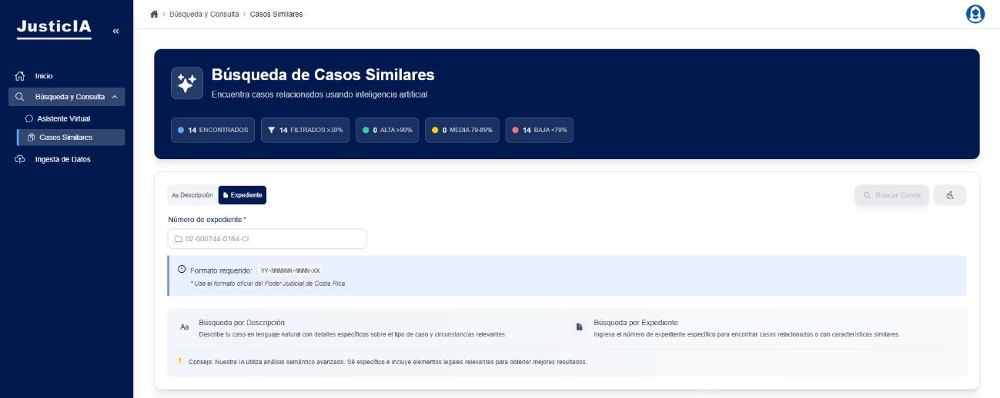 JusticIA
«
Inicio
Búsqueda y Consulta
Asistente Virtual
Casos Similares
Ingesta de Datos
Búsqueda y Consulta › Casos Similares
Búsqueda de Casos Similares
Encuentra casos relacionados usando inteligencia artificial
14 ENCONTRADOS
14 FILTRADOS ≥30%
0 ALTA ≥90%
0 MEDIA 70-89%
14 BAJA <70%
Aa Descripción
Expediente
Buscar Casos
Número de expediente*
02-000744-0164-CI
Formato requerido: YY-NNNNNN-NNNN-XX
* Use el formato oficial del Poder Judicial de Costa Rica
Aa Búsqueda por Descripción
Describe tu caso en lenguaje natural con detalles específicos sobre el tipo de caso y circunstancias relevantes.
Búsqueda por Expediente
Ingresa el número de expediente específico para encontrar casos relacionados o con características similares.
Consejo: Nuestra IA utiliza análisis semántico avanzado. Sé específico e incluye elementos legales relevantes para obtener mejores resultados.